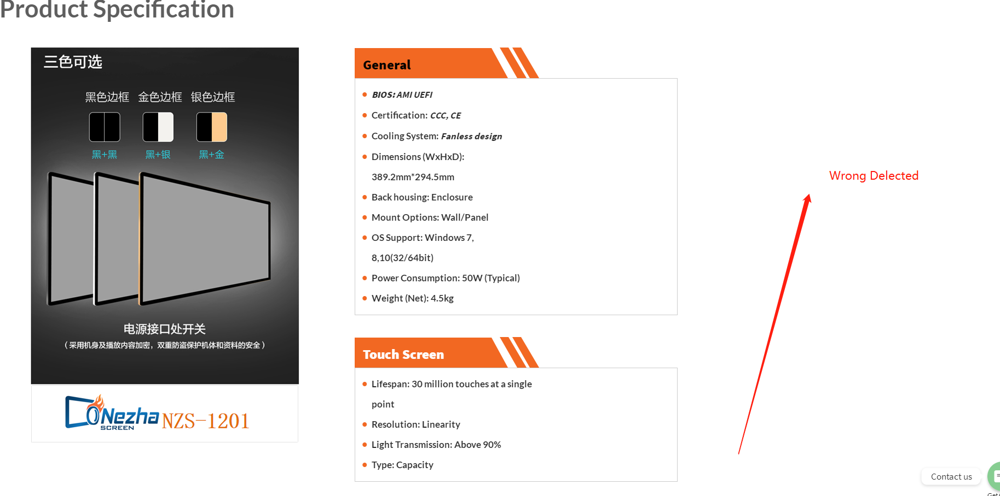 Product Specification
三色可选
黑色边框 金色边框 银色边框
黑+黑 黑+银 黑+金
电源接口处开关
（采用机身及播放内容加密，双重防盗保护机体和资料的安全）
Nezha
SCREEN
NZS-1201
General
BIOS: AMI UEFI
Certification: CCC, CE
Cooling System: Fanless design
Dimensions (WxHxD):
389.2mm*294.5mm
Back housing: Enclosure
Mount Options: Wall/Panel
OS Support: Windows 7,
8,10(32/64bit)
Power Consumption: 50W (Typical)
Weight (Net): 4.5kg
Touch Screen
Lifespan: 30 million touches at a single
point
Resolution: Linearity
Light Transmission: Above 90%
Type: Capacity
Wrong Delected
Contact us